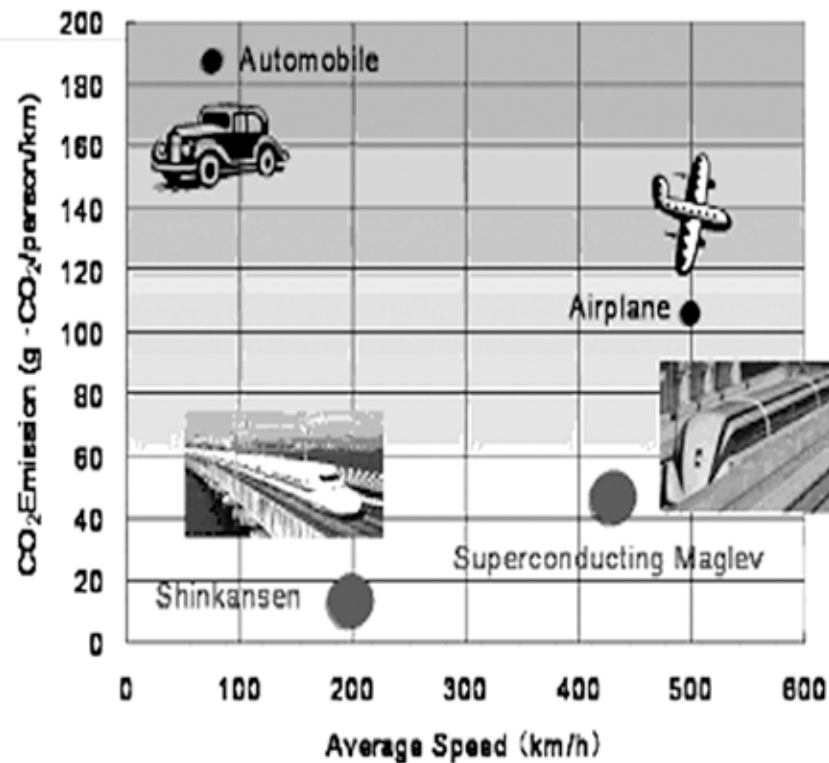 CO₂Emission (g -CO₂/person/km)
200
180
160
140
120
100
80
60
40
20
0
Automobile
Airplane
Superconducting Maglev
Shinkansen
0 100 200 300 400 500 600
Average Speed (km/h)